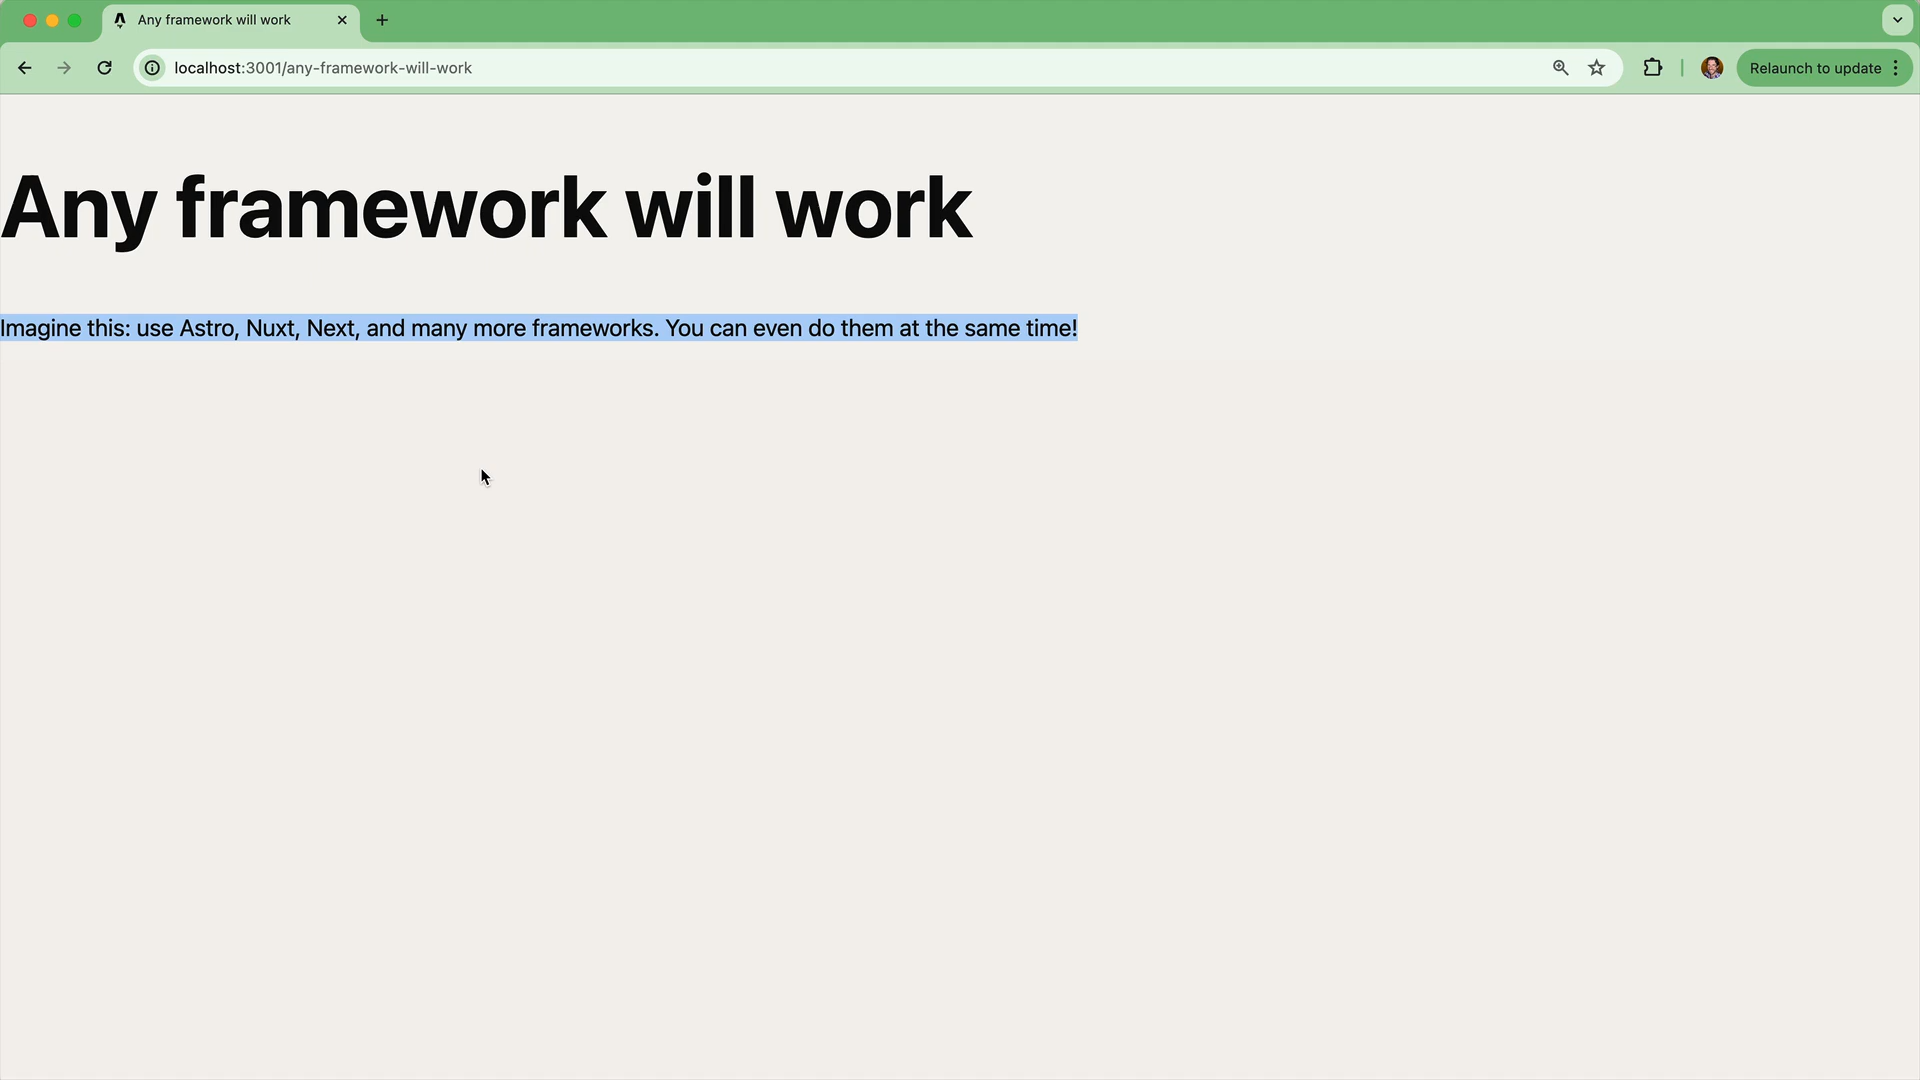 Any framework will work
localhost:3001/any-framework-will-work
Relaunch to update
Any framework will work
Imagine this: use Astro, Nuxt, Next, and many more frameworks. You can even do them at the same time!